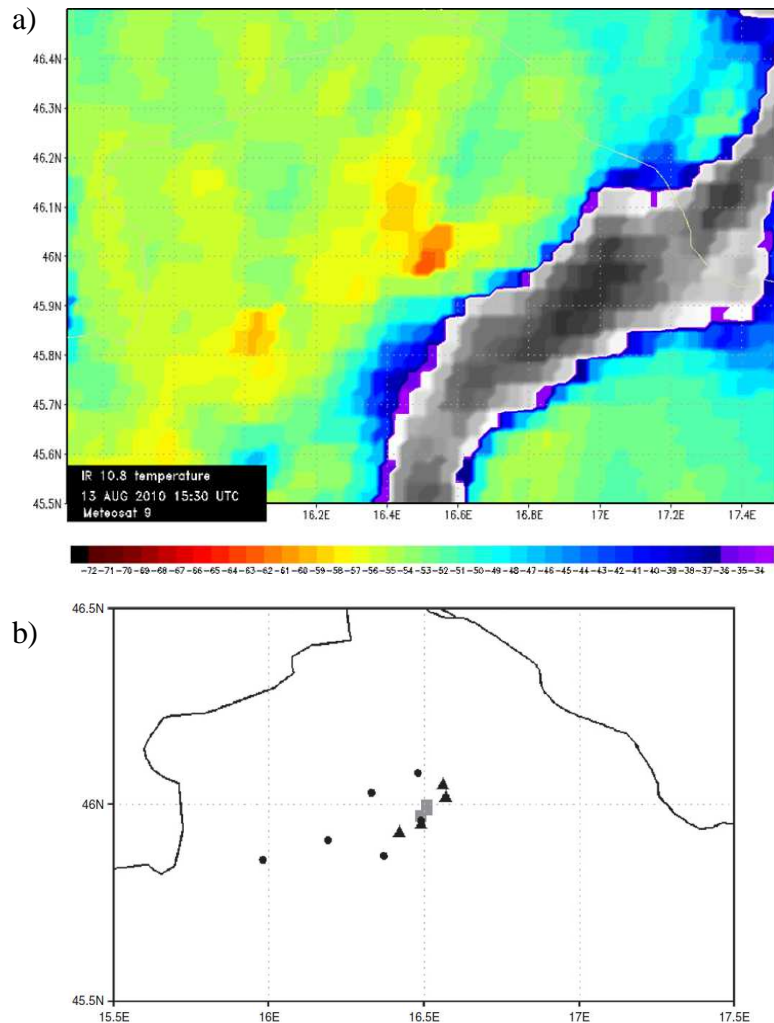 a)
46.4N
46.3N
46.2N
46.1N
46N
45.9N
45.8N
45.7N
45.6N
45.5N
IR 10.8 temperature
13 AUG 2010 15:30 UTC
Meteosat 9
16.2E 16.4E 16.6E 16.8E 17E 17.2E 17.4E
-72 -71 -70 -69 -68 -67 -66 -65 -64 -63 -62 -61 -60 -59 -58 -57 -56 -55 -54 -53 -52 -51 -50 -49 -48 -47 -46 -45 -44 -43 -42 -41 -40 -39 -38 -37 -36 -35 -34
b)
46.5N
46N
45.5N
15.5E 16E 16.5E 17E 17.5E